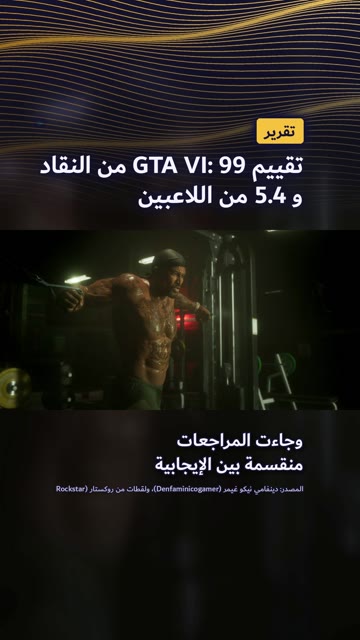 تقرير
تقييم GTA VI: 99 من النقاد
و 5.4 من اللاعبين
وجاءت المراجعات
منقسمة بين الإيجابية
المصدر: دينفامي نيكو غيمر (Denfaminicogamer)، ولقطات من روكستار (Rockstar